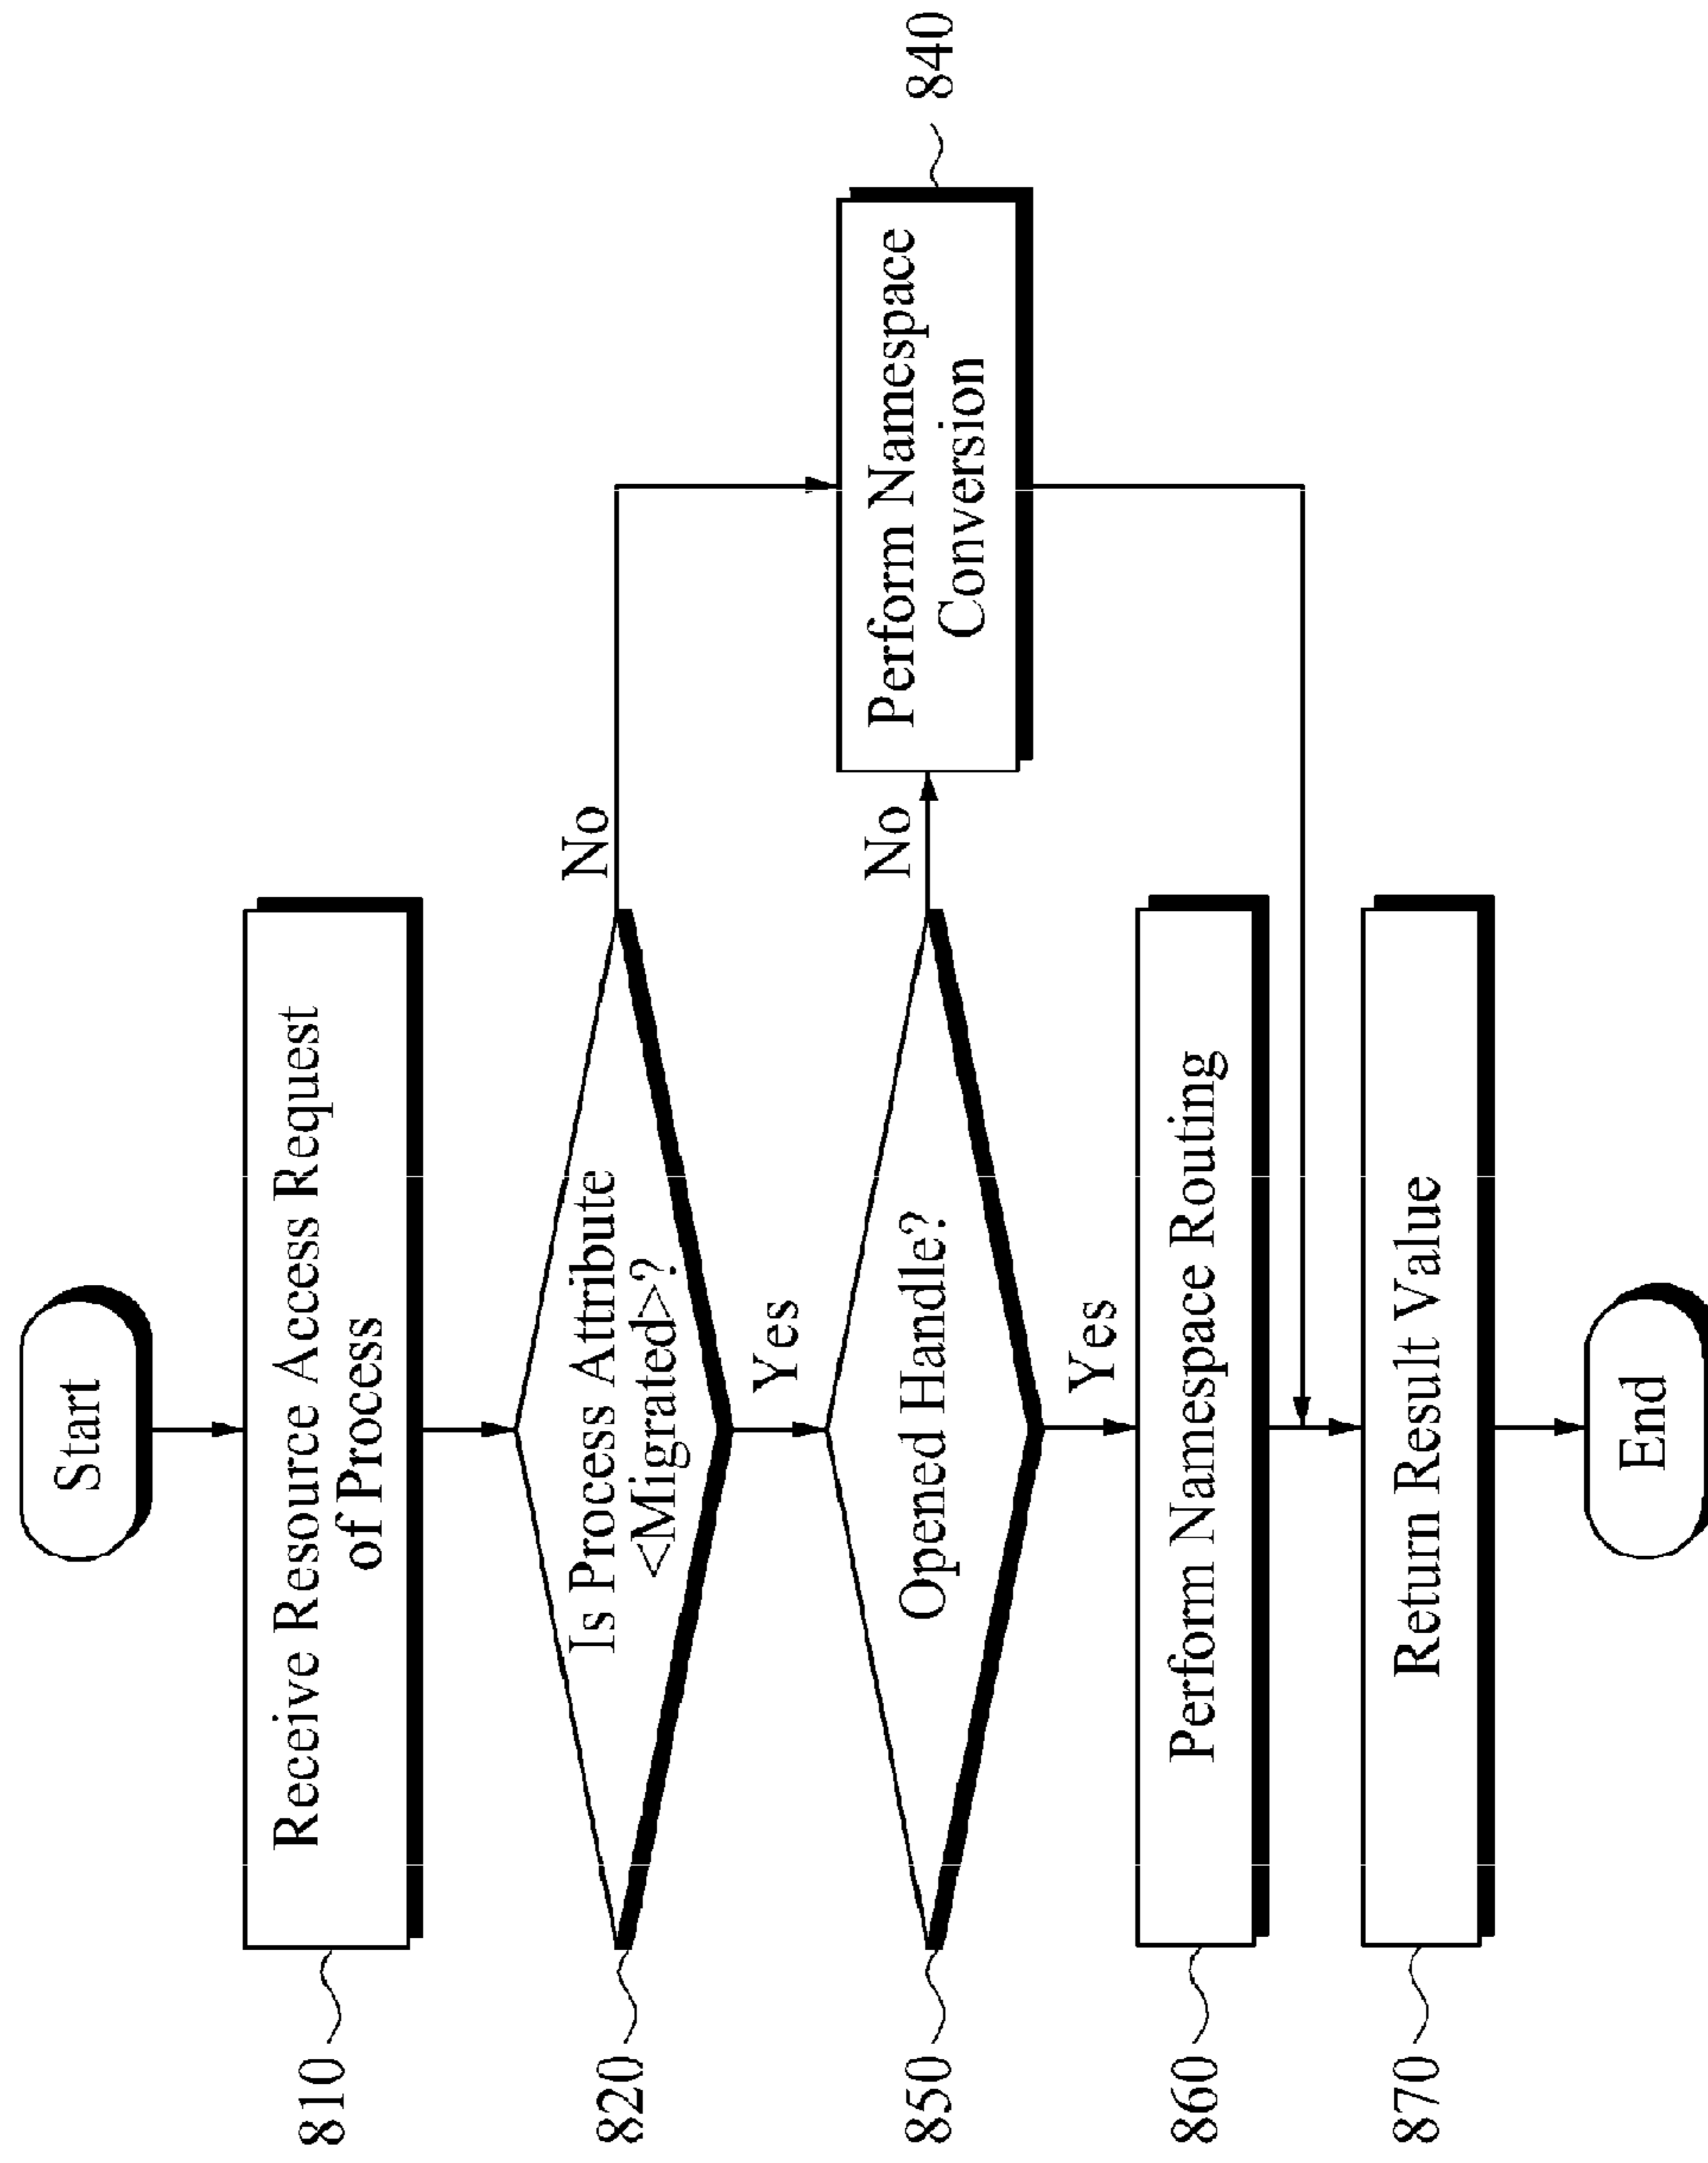 Start
810
Receive Resource Access Request
of Process
820
Is Process Attribute
<Migrated>?
No
Yes
850
Opened Handle?
No
Perform Namespace
Conversion
840
Yes
860
Perform Namespace Routing
870
Return Result Value
End